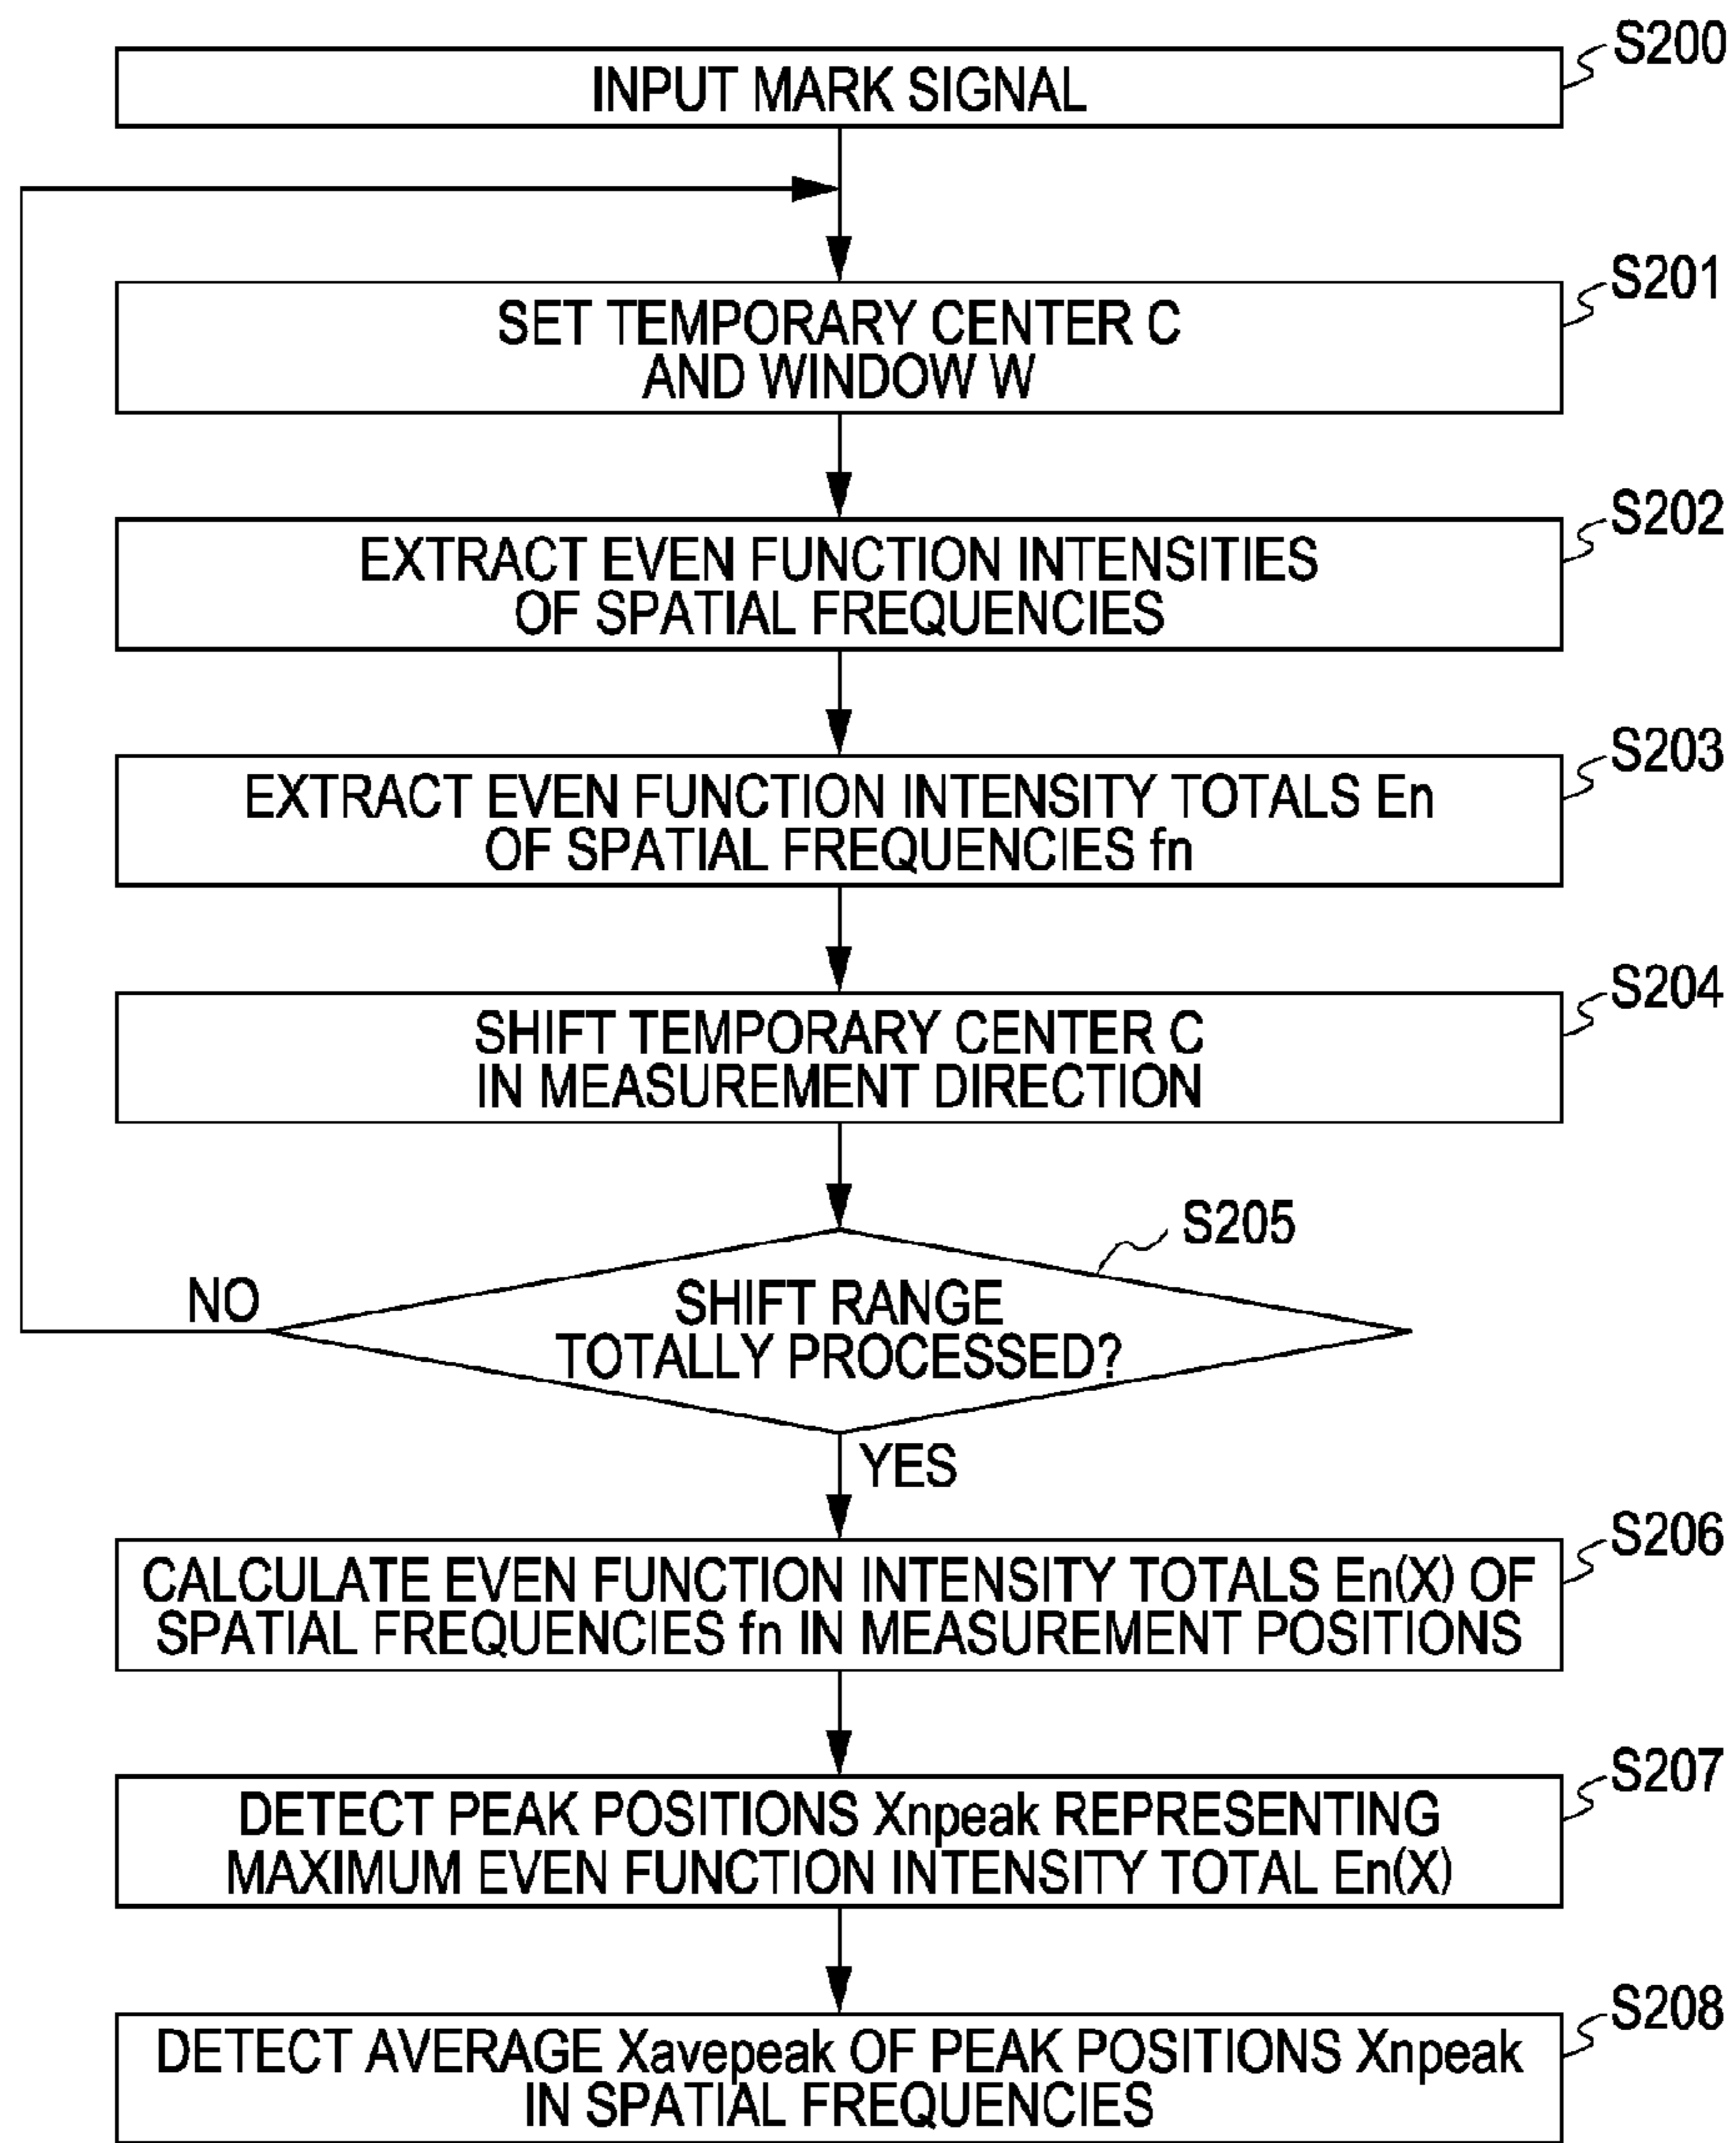 S200
INPUT MARK SIGNAL
S201
SET TEMPORARY CENTER C
AND WINDOW W
S202
EXTRACT EVEN FUNCTION INTENSITIES
OF SPATIAL FREQUENCIES
S203
EXTRACT EVEN FUNCTION INTENSITY TOTALS En
OF SPATIAL FREQUENCIES fn
S204
SHIFT TEMPORARY CENTER C
IN MEASUREMENT DIRECTION
S205
NO
SHIFT RANGE
TOTALLY PROCESSED?
YES
S206
CALCULATE EVEN FUNCTION INTENSITY TOTALS En(X) OF
SPATIAL FREQUENCIES fn IN MEASUREMENT POSITIONS
S207
DETECT PEAK POSITIONS Xnpeak REPRESENTING
MAXIMUM EVEN FUNCTION INTENSITY TOTAL En(X)
S208
DETECT AVERAGE Xavepeak OF PEAK POSITIONS Xnpeak
IN SPATIAL FREQUENCIES